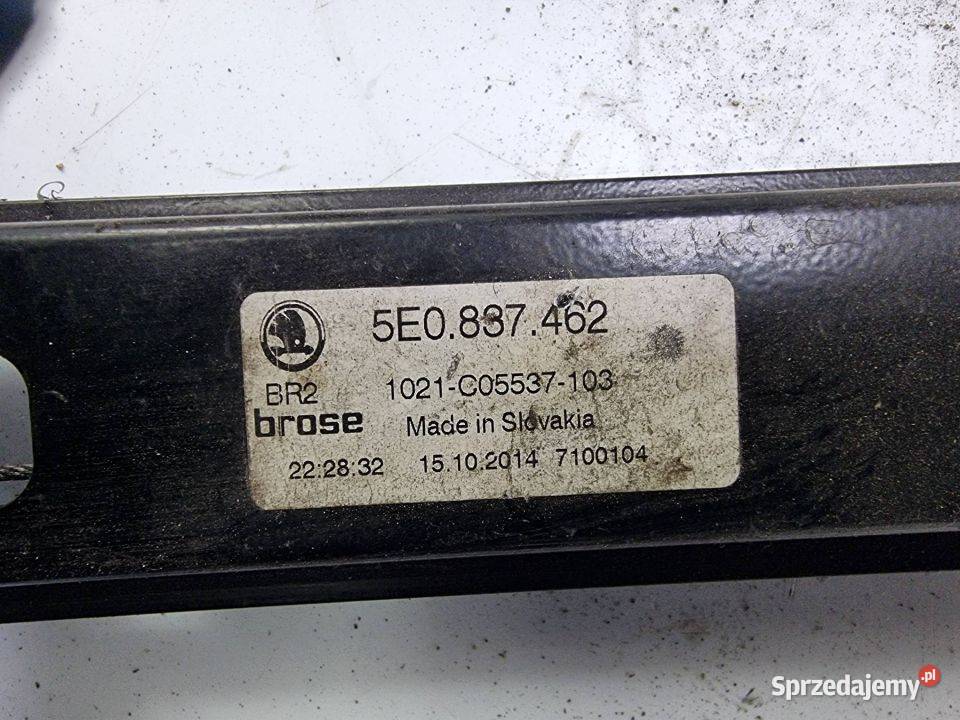 5E0.837.462
BR2 1021-C05537-103
brose Made in Slovakia
22:28:32 15.10.2014 7100104
Sprzedajemy.pl